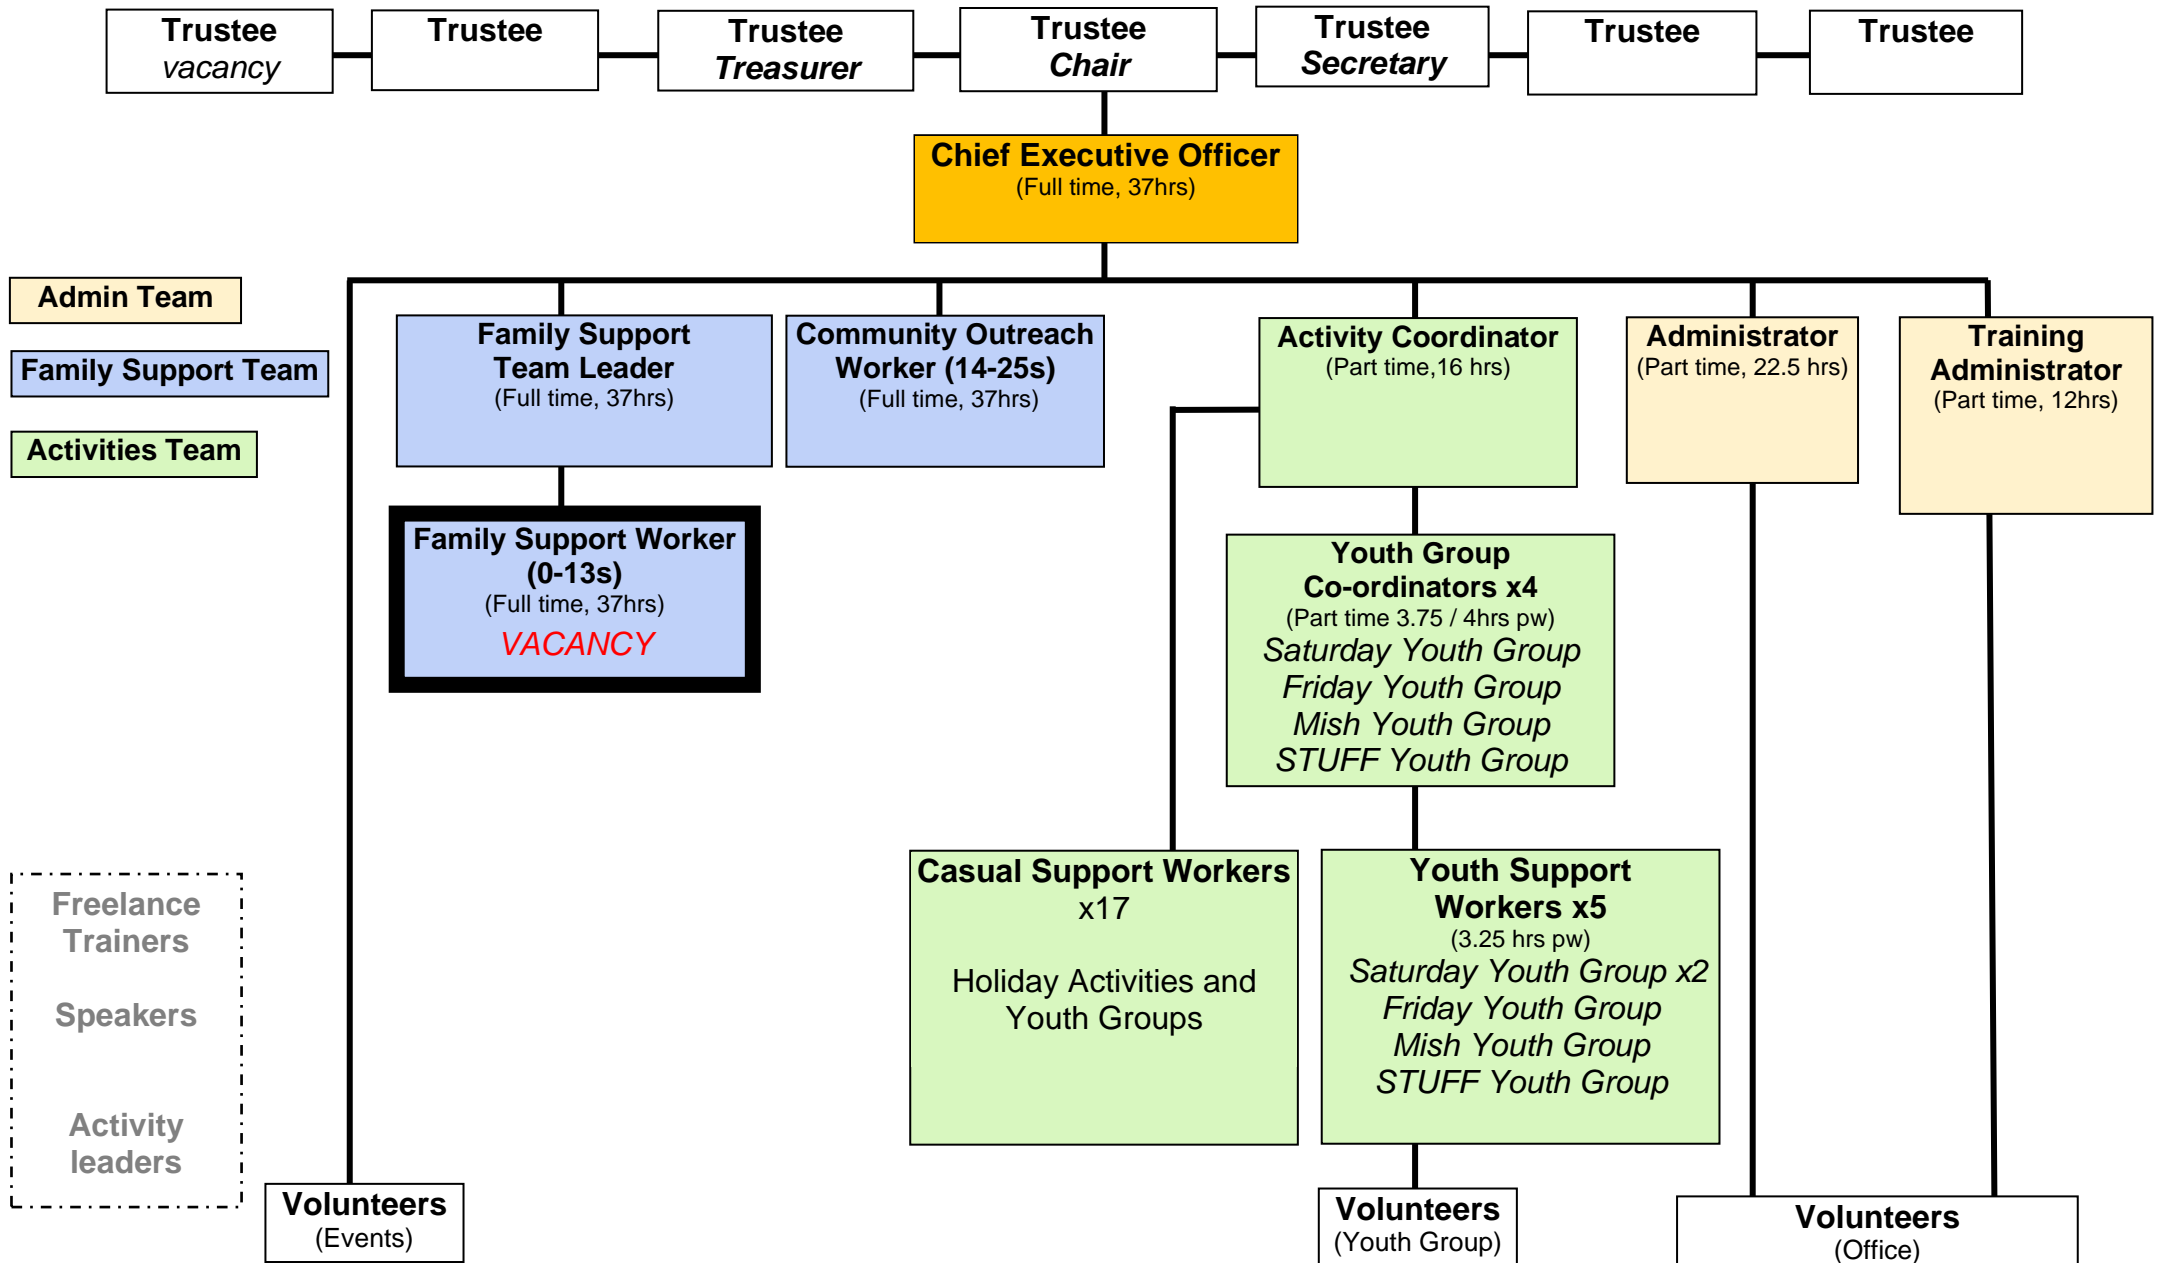 Trustee
vacancy
Trustee
Trustee
Treasurer
Trustee
Chair
Trustee
Secretary
Trustee
Trustee
Chief Executive Officer
(Full time, 37hrs)
Admin Team
Family Support Team
Activities Team
Family Support
Team Leader
(Full time, 37hrs)
Community Outreach
Worker (14-25s)
(Full time, 37hrs)
Activity Coordinator
(Part time,16 hrs)
Administrator
(Part time, 22.5 hrs)
Training
Administrator
(Part time, 12hrs)
Family Support Worker
(0-13s)
(Full time, 37hrs)
VACANCY
Youth Group
Co-ordinators x4
(Part time 3.75 / 4hrs pw)
Saturday Youth Group
Friday Youth Group
Mish Youth Group
STUFF Youth Group
Casual Support Workers
x17
Holiday Activities and
Youth Groups
Youth Support
Workers x5
(3.25 hrs pw)
Saturday Youth Group x2
Friday Youth Group
Mish Youth Group
STUFF Youth Group
Freelance
Trainers
Speakers
Activity
leaders
Volunteers
(Events)
Volunteers
(Youth Group)
Volunteers
(Office)